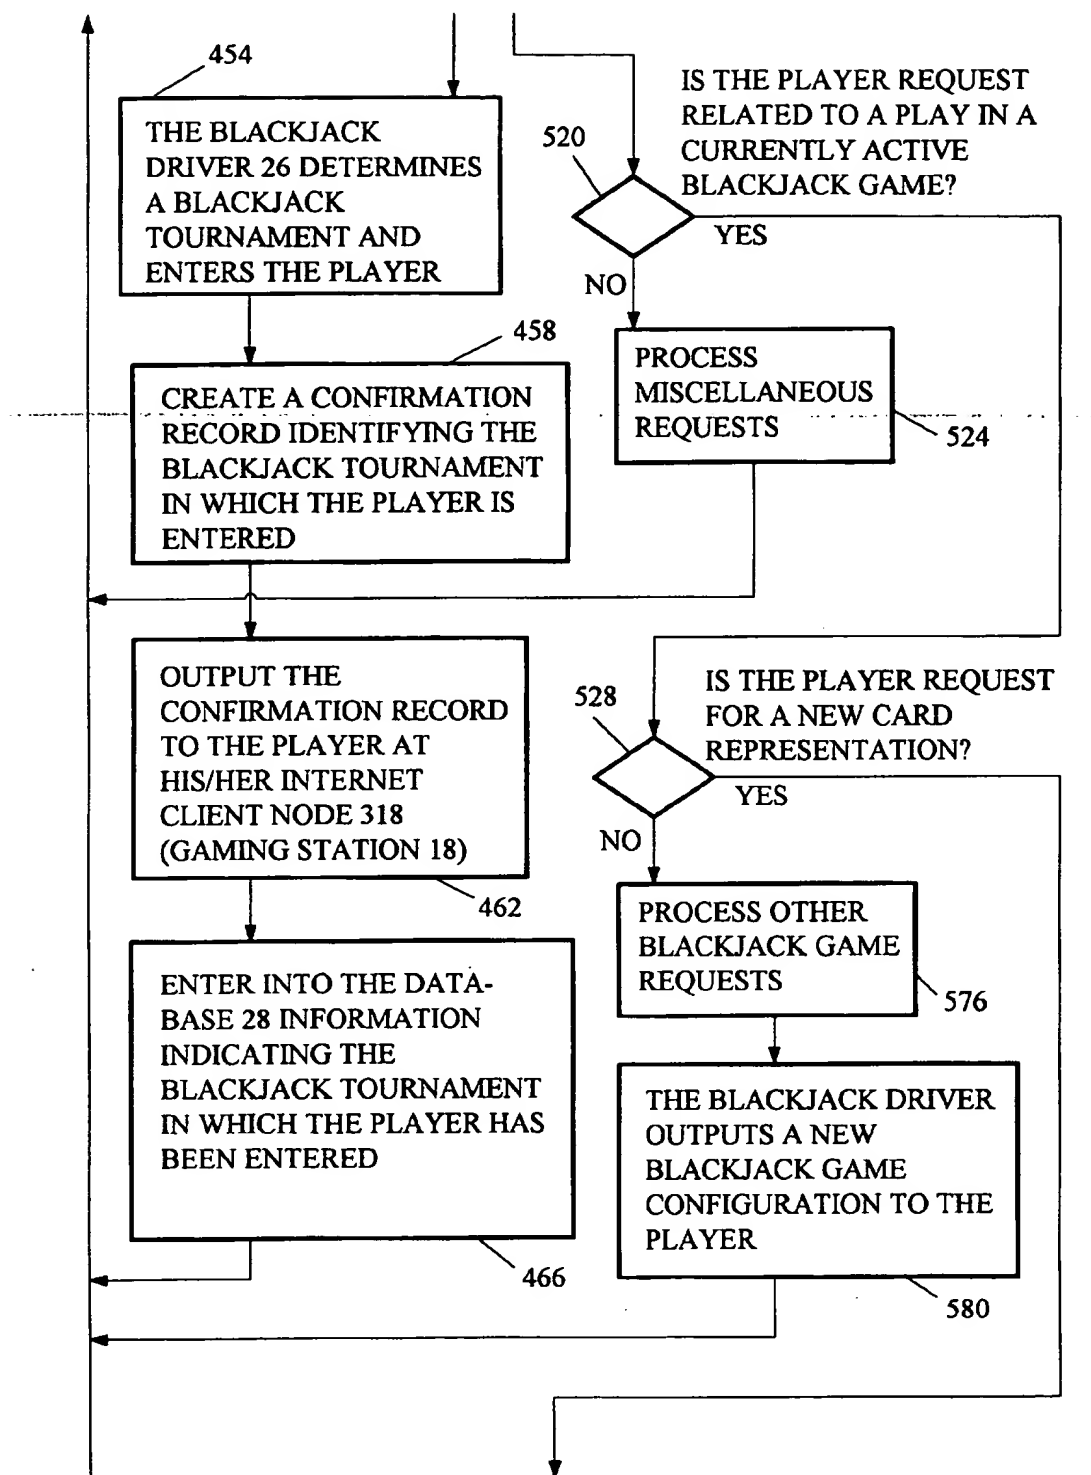 454
THE BLACKJACK
DRIVER 26 DETERMINES
A BLACKJACK
TOURNAMENT AND
ENTERS THE PLAYER
458
CREATE A CONFIRMATION
RECORD IDENTIFYING THE
BLACKJACK TOURNAMENT
IN WHICH THE PLAYER IS
ENTERED
OUTPUT THE
CONFIRMATION RECORD
TO THE PLAYER AT
HIS/HER INTERNET
CLIENT NODE 318
(GAMING STATION 18)
462
ENTER INTO THE DATA-
BASE 28 INFORMATION
INDICATING THE
BLACKJACK TOURNAMENT
IN WHICH THE PLAYER HAS
BEEN ENTERED
466
IS THE PLAYER REQUEST
RELATED TO A PLAY IN A
CURRENTLY ACTIVE
BLACKJACK GAME?
520
YES
NO
PROCESS
MISCELLANEOUS
REQUESTS
524
IS THE PLAYER REQUEST
FOR A NEW CARD
REPRESENTATION?
528
YES
NO
PROCESS OTHER
BLACKJACK GAME
REQUESTS
576
THE BLACKJACK DRIVER
OUTPUTS A NEW
BLACKJACK GAME
CONFIGURATION TO THE
PLAYER
580